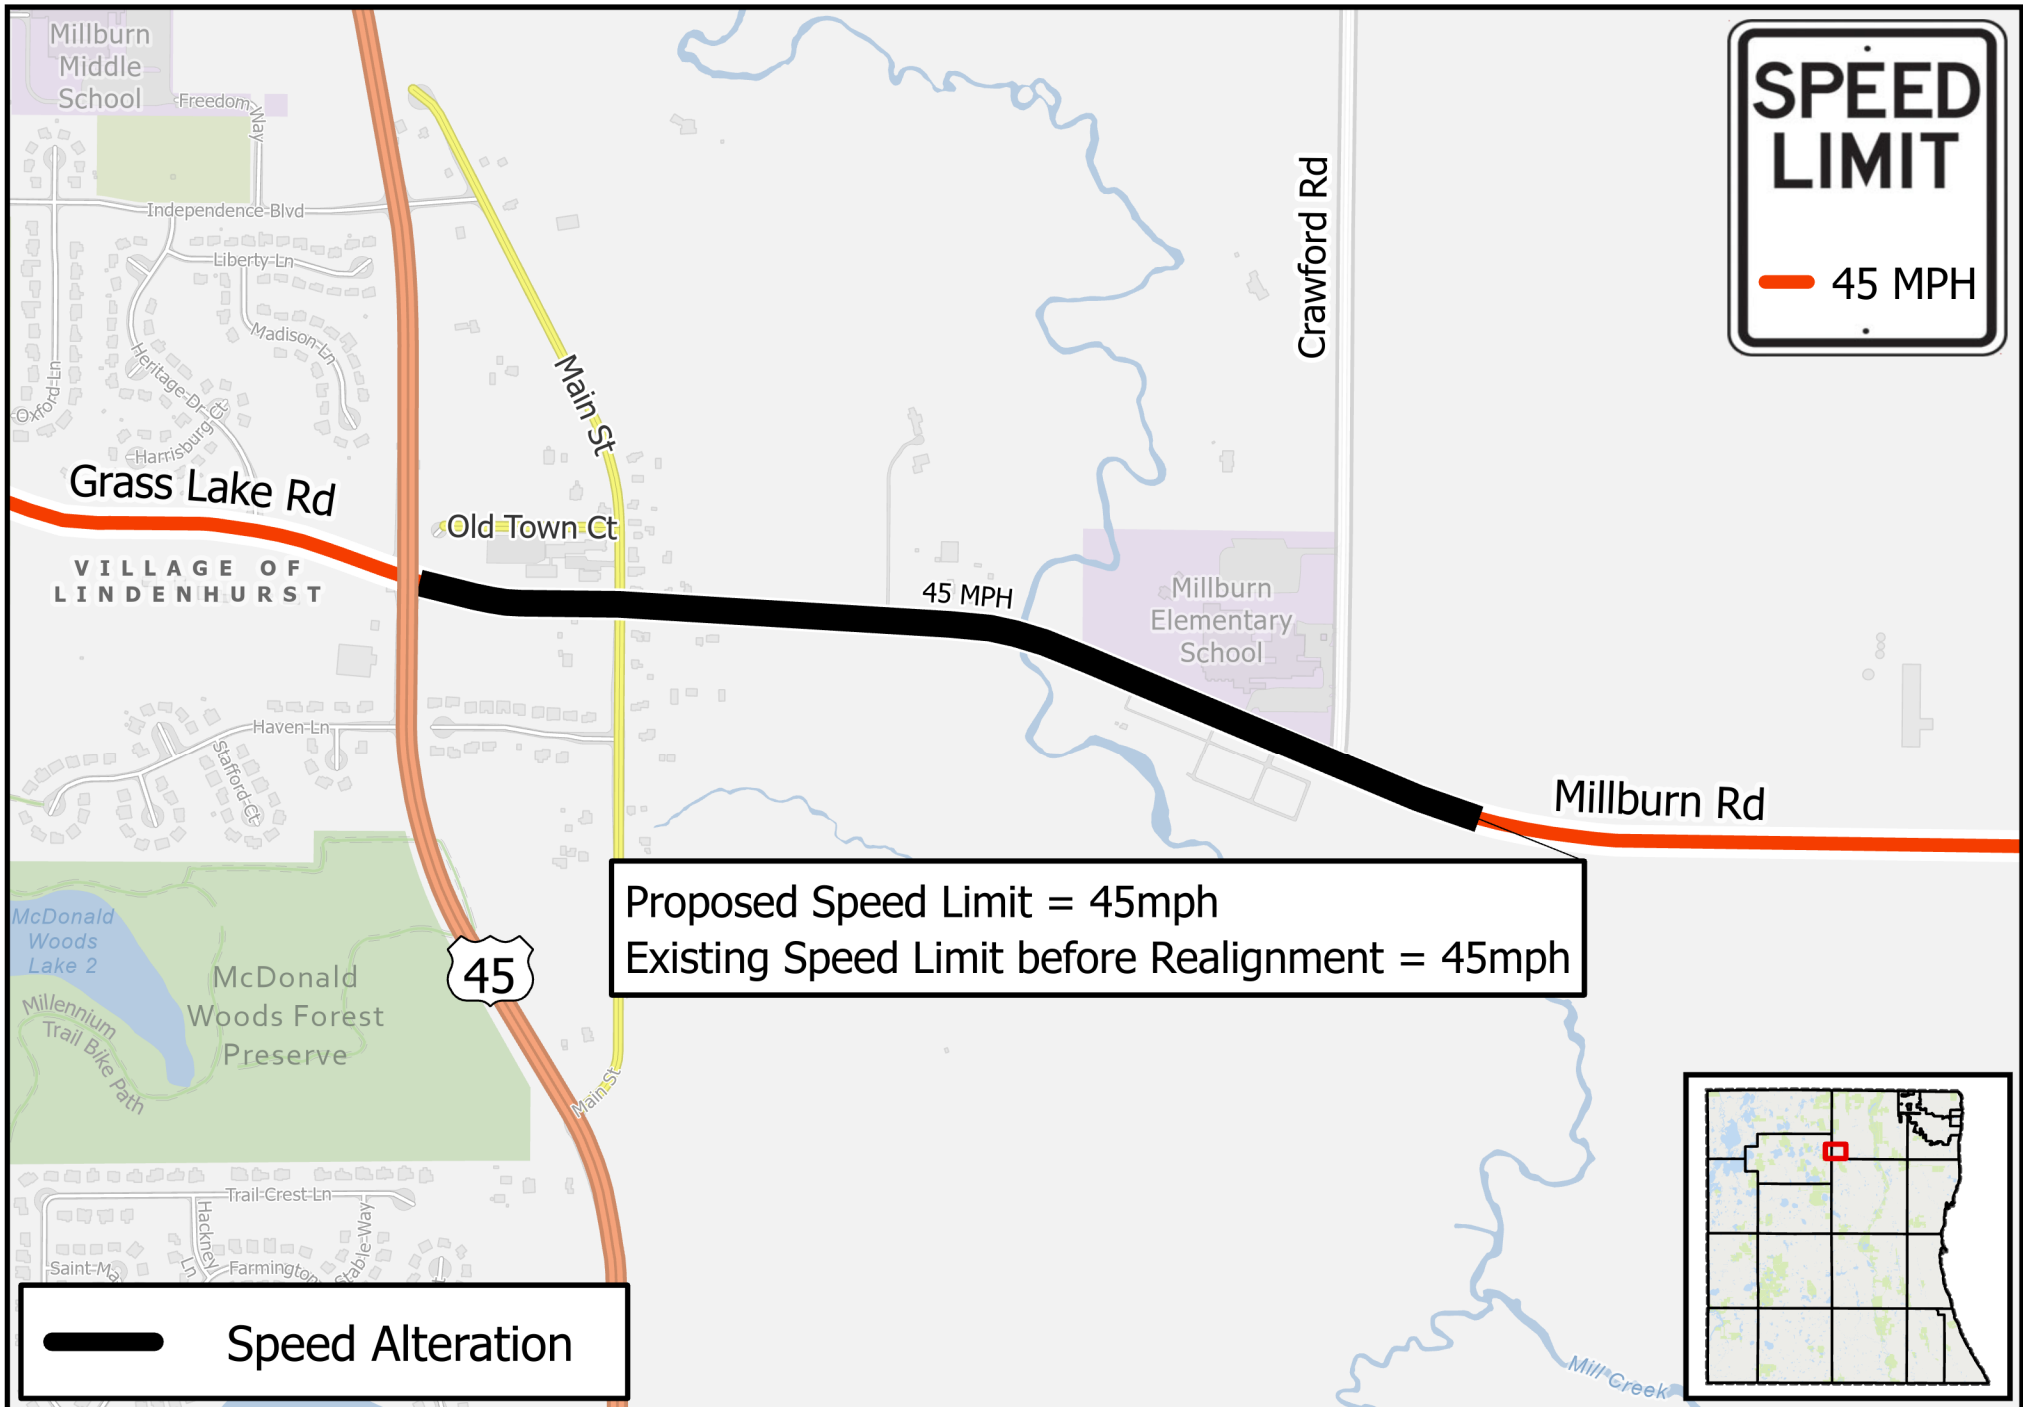 Millburn
Middle
School
Freedom Way
Independence Blvd
Liberty Ln
Madison Ln
Heritage Dr
Harrisburg Ct
Oxford Ln
Main St
Crawford Rd
SPEED
LIMIT
45 MPH
Grass Lake Rd
Old Town Ct
VILLAGE OF
LINDENHURST
45 MPH
Millburn
Elementary
School
Haven Ln
Stafford Ct
Millburn Rd
Proposed Speed Limit = 45mph
Existing Speed Limit before Realignment = 45mph
McDonald
Woods
Lake 2
McDonald
Woods Forest
Preserve
Millennium
Trail Bike Path
45
Main St
Trail Crest Ln
Hackney
Ln
Stable Way
Saint Ma
Farmington
Speed Alteration
Mill Creek